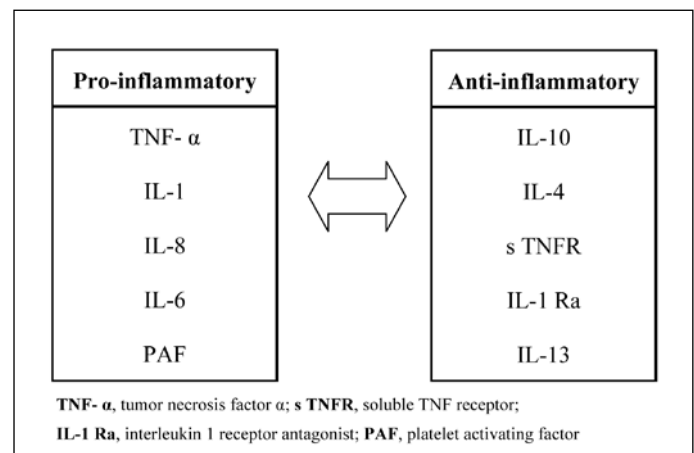 Pro-inflammatory
TNF- α
IL-1
IL-8
IL-6
PAF
Anti-inflammatory
IL-10
IL-4
s TNFR
IL-1 Ra
IL-13
TNF- α, tumor necrosis factor α; s TNFR, soluble TNF receptor;
IL-1 Ra, interleukin 1 receptor antagonist; PAF, platelet activating factor